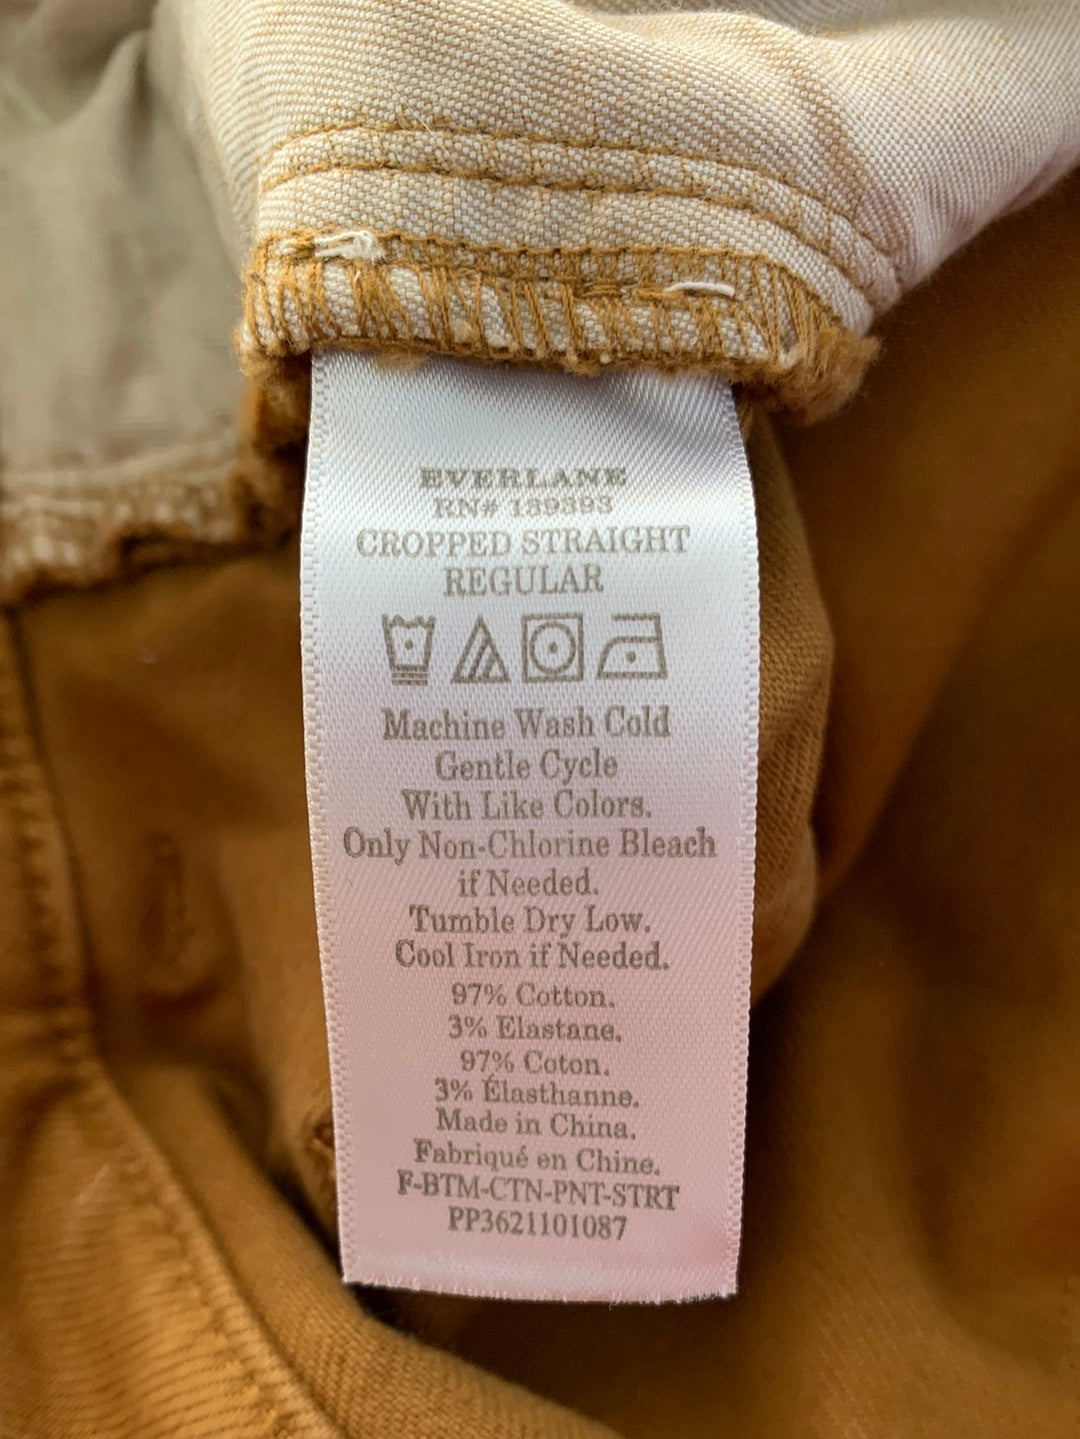 EVERLANE
RN# 139393
CROPPED STRAIGHT
REGULAR
Machine Wash Cold
Gentle Cycle
With Like Colors.
Only Non-Chlorine Bleach
if Needed.
Tumble Dry Low.
Cool Iron if Needed.
97% Cotton.
3% Elastane.
97% Coton.
3% Élasthanne.
Made in China.
Fabriqué en Chine.
F-BTM-CTN-PNT-STRT
PP3621101087